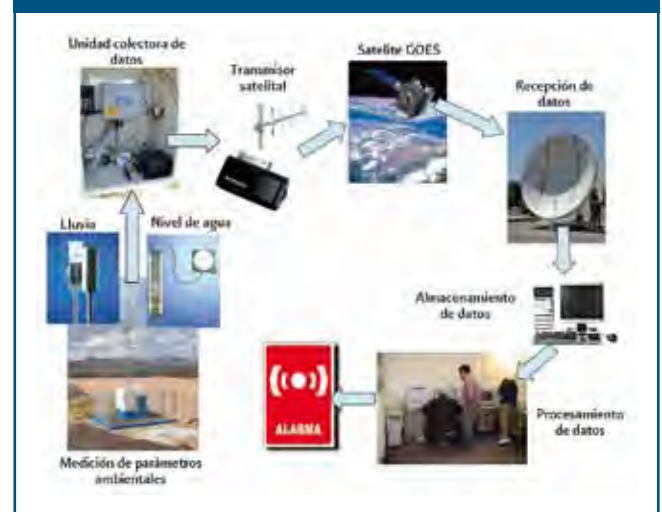 Unidad colectora de
datos
Transmisor
satelital
Satelite GOES
Recepción de
datos
Lluvia
Nivel de agua
Almacenamiento
de datos
ALARMA
Procesamiento
de datos
Medición de parámetros
ambientales